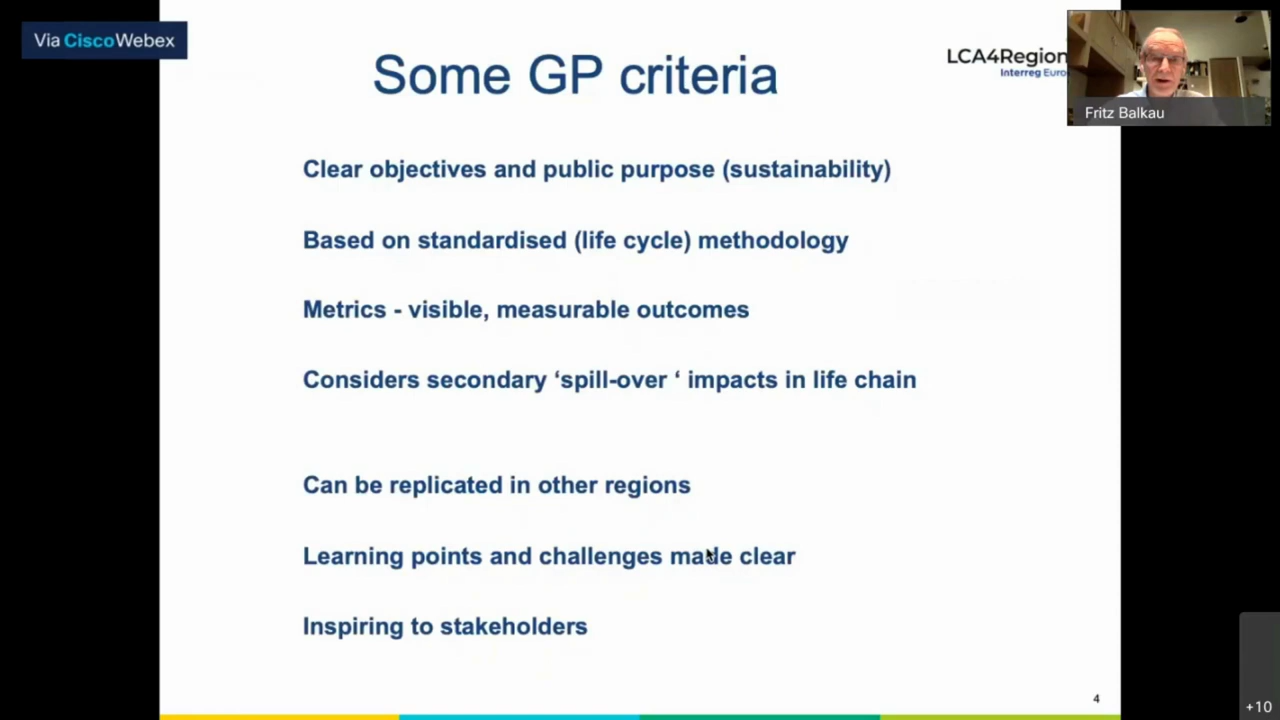 Via CiscoWebex
Some GP criteria
LCA4Region
Interreg Euro
Fritz Balkau
Clear objectives and public purpose (sustainability)
Based on standardised (life cycle) methodology
Metrics - visible, measurable outcomes
Considers secondary ‘spill-over ‘ impacts in life chain
Can be replicated in other regions
Learning points and challenges made clear
Inspiring to stakeholders
4
+10